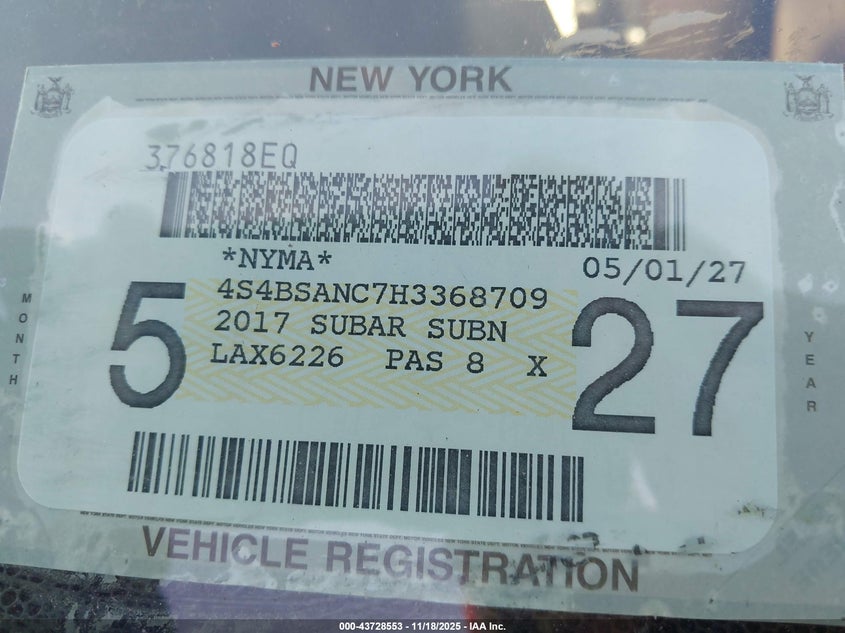 NEW YORK
376818EQ
*NYMA* 05/01/27
4S4BSANC7H3368709
2017 SUBAR SUBN
LAX6226 PAS 8 X
MONTH
5
27
YEAR
VEHICLE REGISTRATION
000-43728553 — 11/18/2025 — IAA Inc.